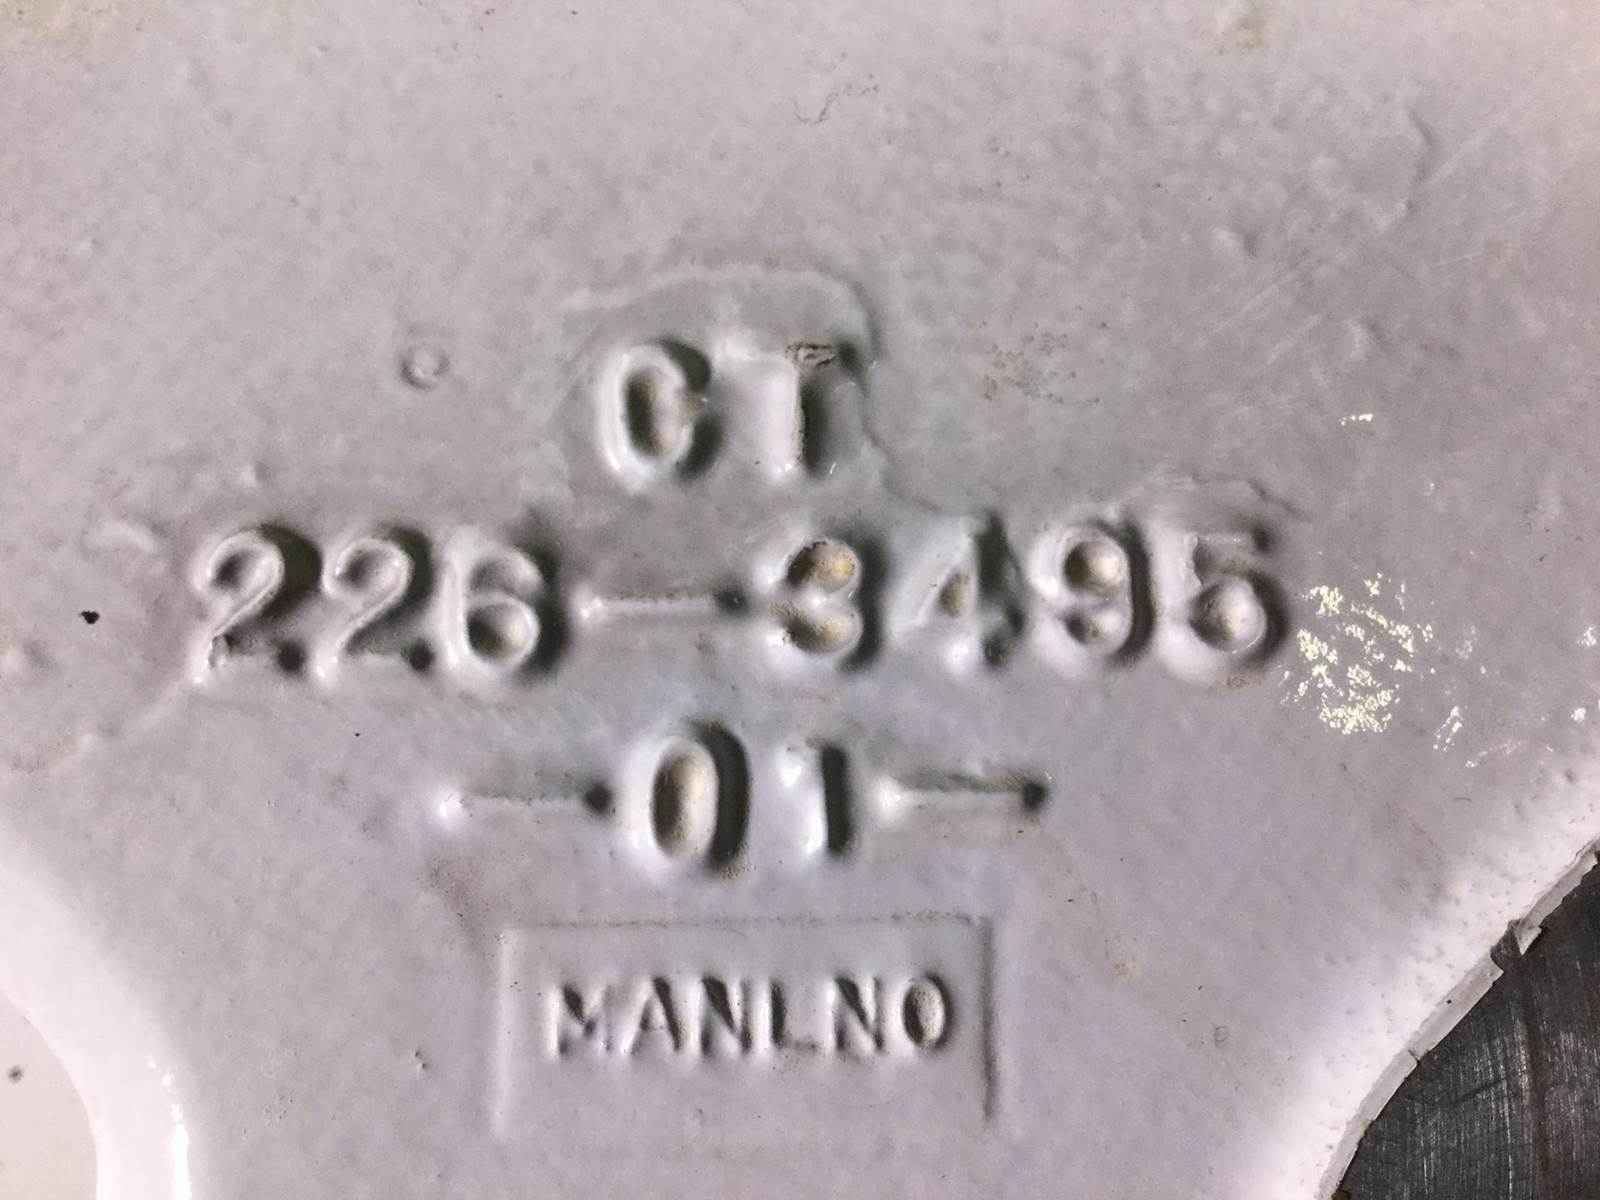 CT
226-3495
-01-
MANLNO